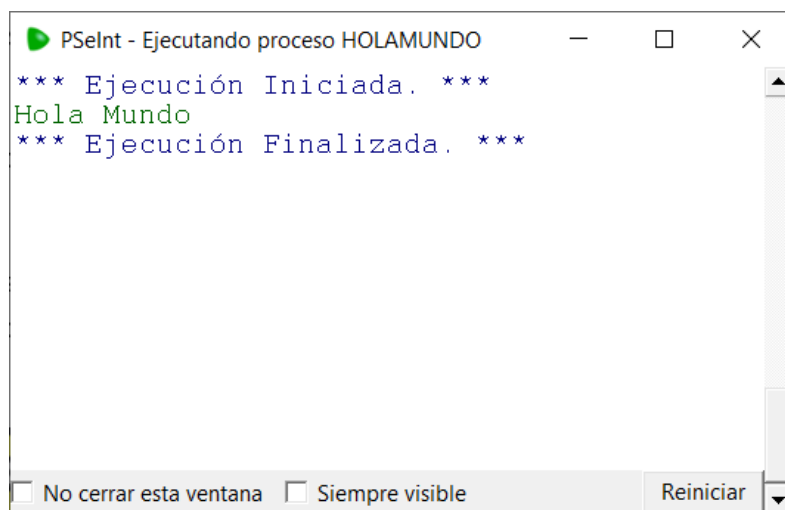 PSeInt - Ejecutando proceso HOLAMUNDO
*** Ejecución Iniciada. ***
Hola Mundo
*** Ejecución Finalizada. ***
No cerrar esta ventana Siempre visible Reiniciar